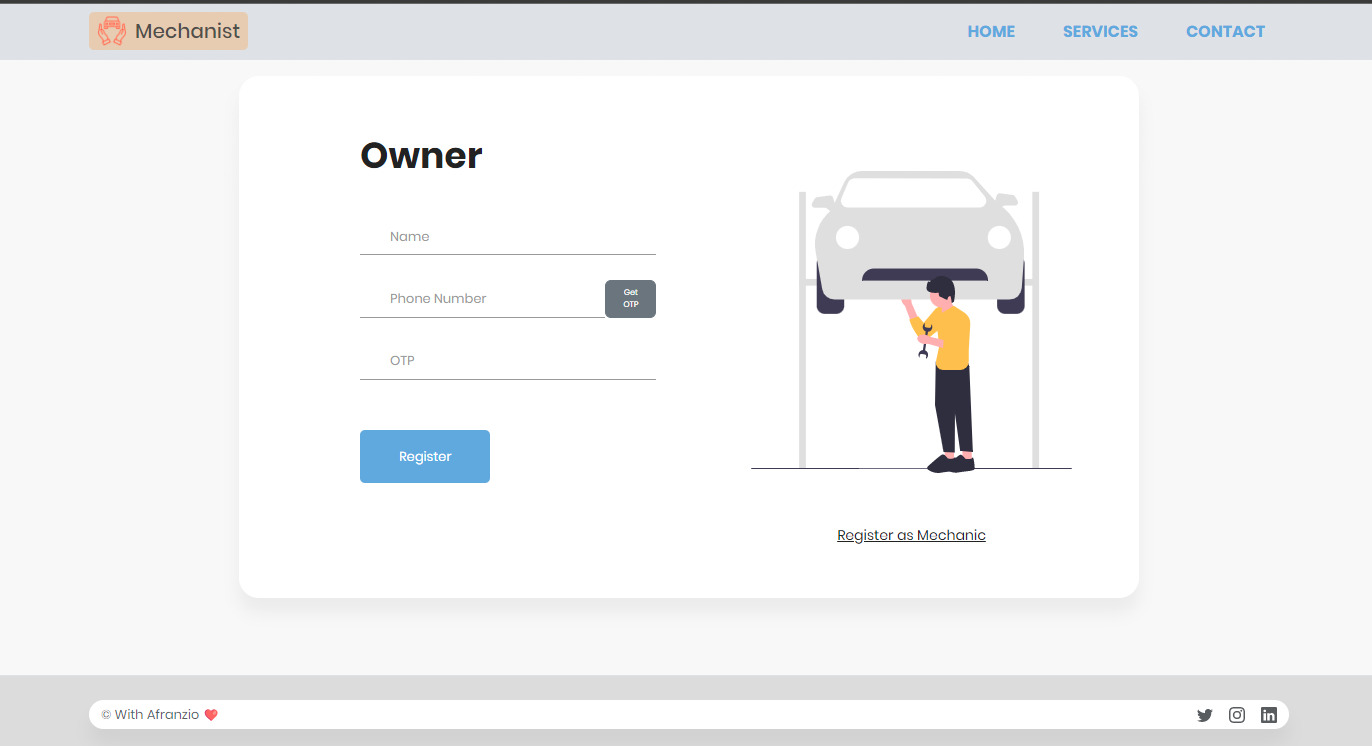 Mechanist
HOME
SERVICES
CONTACT
Owner
Name
Phone Number
Get
OTP
OTP
Register
Register as Mechanic
© With Afranzio ❤️